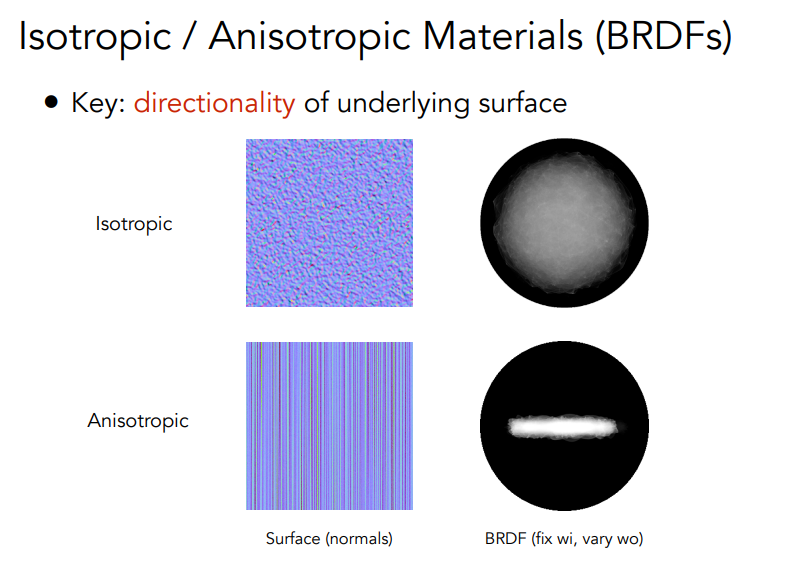 Isotropic / Anisotropic Materials (BRDFs)
• Key: directionality of underlying surface
Isotropic
Anisotropic
Surface (normals)
BRDF (fix wi, vary wo)